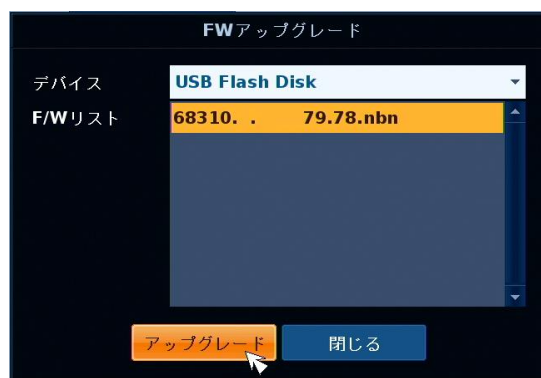 FWアップグレード
デバイス USB Flash Disk
F/Wリスト 68310. . 79.78.nbn
アップグレード 閉じる